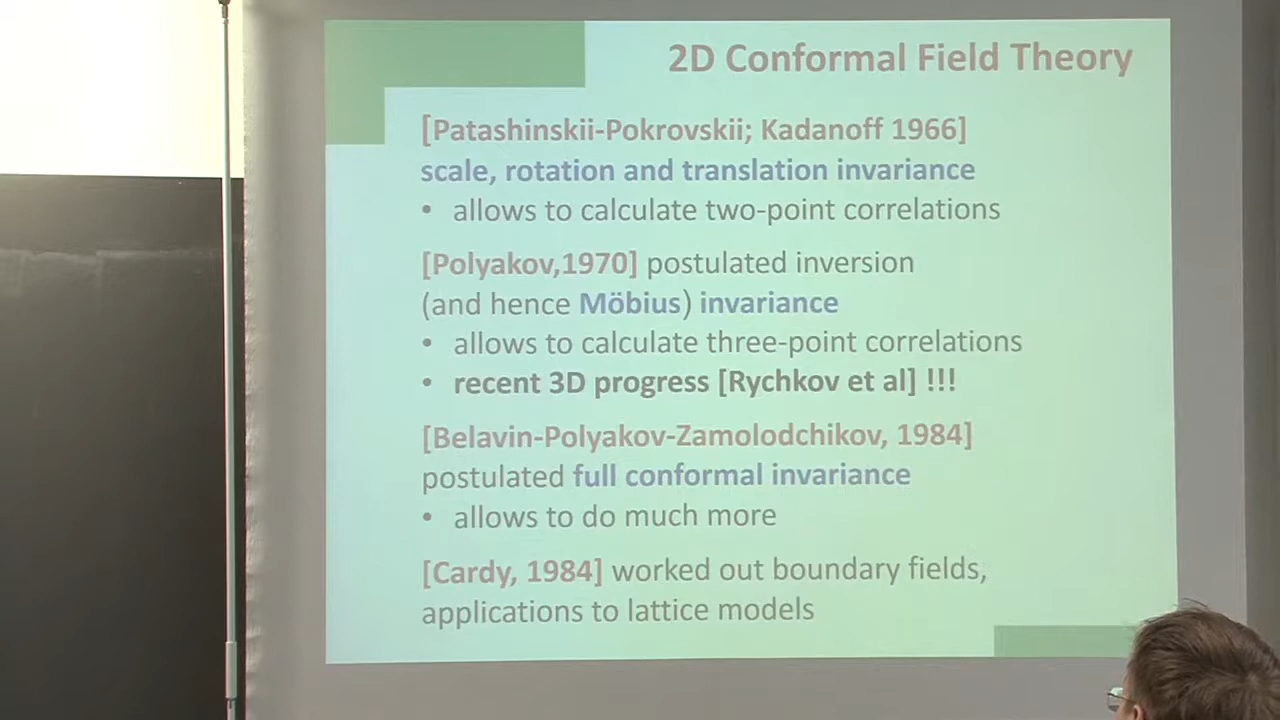 2D Conformal Field Theory
[Patashinskii-Pokrovskii; Kadanoff 1966]
scale, rotation and translation invariance
• allows to calculate two-point correlations
[Polyakov,1970] postulated inversion
(and hence Möbius) invariance
• allows to calculate three-point correlations
• recent 3D progress [Rychkov et al] !!!
[Belavin-Polyakov-Zamolodchikov, 1984]
postulated full conformal invariance
• allows to do much more
[Cardy, 1984] worked out boundary fields,
applications to lattice models